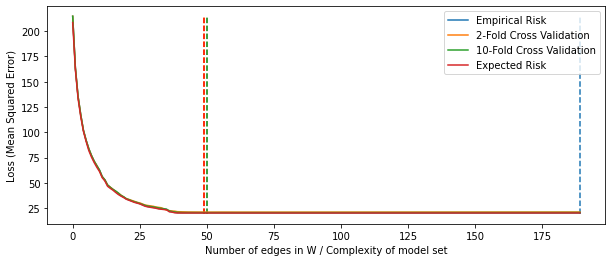 Loss (Mean Squared Error)
200
175
150
125
100
75
50
25
0
25
50
75
100
125
150
175
Number of edges in W / Complexity of model set
Empirical Risk
2-Fold Cross Validation
10-Fold Cross Validation
Expected Risk